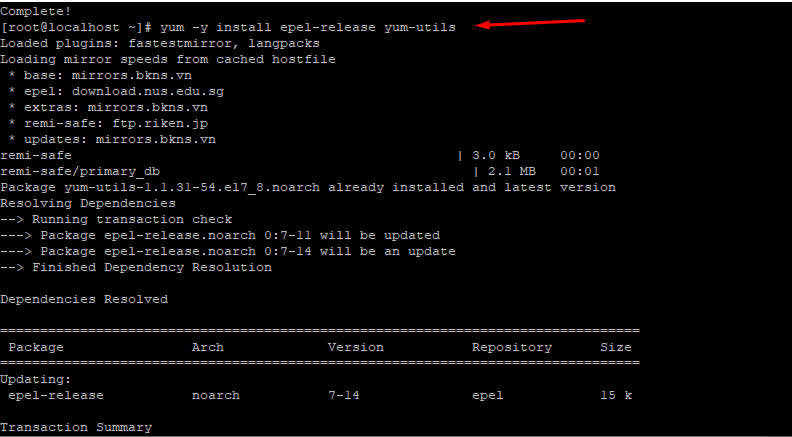 Complete!
[root@localhost ~]# yum -y install epel-release yum-utils
Loaded plugins: fastestmirror, langpacks
Loading mirror speeds from cached hostfile
 * base: mirrors.bkns.vn
 * epel: download.nus.edu.sg
 * extras: mirrors.bkns.vn
 * remi-safe: ftp.riken.jp
 * updates: mirrors.bkns.vn
remi-safe                                                | 3.0 kB     00:00
remi-safe/primary_db                                       | 2.1 MB   00:01
Package yum-utils-1.1.31-54.el7_8.noarch already installed and latest version
Resolving Dependencies
--> Running transaction check
---> Package epel-release.noarch 0:7-11 will be updated
---> Package epel-release.noarch 0:7-14 will be an update
--> Finished Dependency Resolution
Dependencies Resolved
================================================================================
 Package                Arch             Version           Repository      Size
================================================================================
Updating:
 epel-release           noarch           7-14              epel            15 k
Transaction Summary